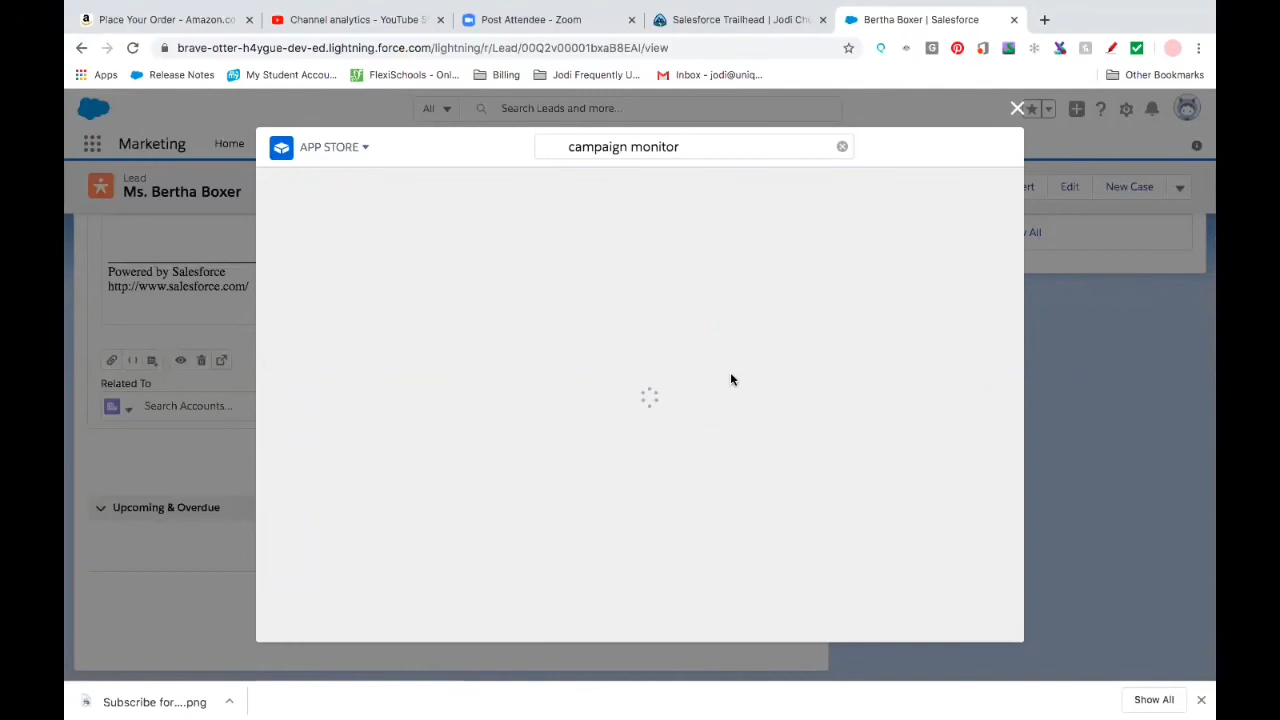 Place Your Order - Amazon.co
Channel analytics - YouTube S
Post Attendee - Zoom
Salesforce Trailhead | Jodi Ch
Bertha Boxer | Salesforce
brave-otter-h4ygue-dev-ed.lightning.force.com/lightning/r/Lead/00Q2v00001bxaB8EAI/view
Apps
Release Notes
My Student Accou...
FlexiSchools - Onl...
Billing
Jodi Frequently U...
Inbox - jodi@uniq...
Other Bookmarks
All
Search Leads and more...
Marketing
Home
APP STORE
campaign monitor
Lead
Ms. Bertha Boxer
ert
Edit
New Case
v All
Powered by Salesforce
http://www.salesforce.com/
Related To
Search Accounts...
Upcoming & Overdue
Subscribe for....png
Show All